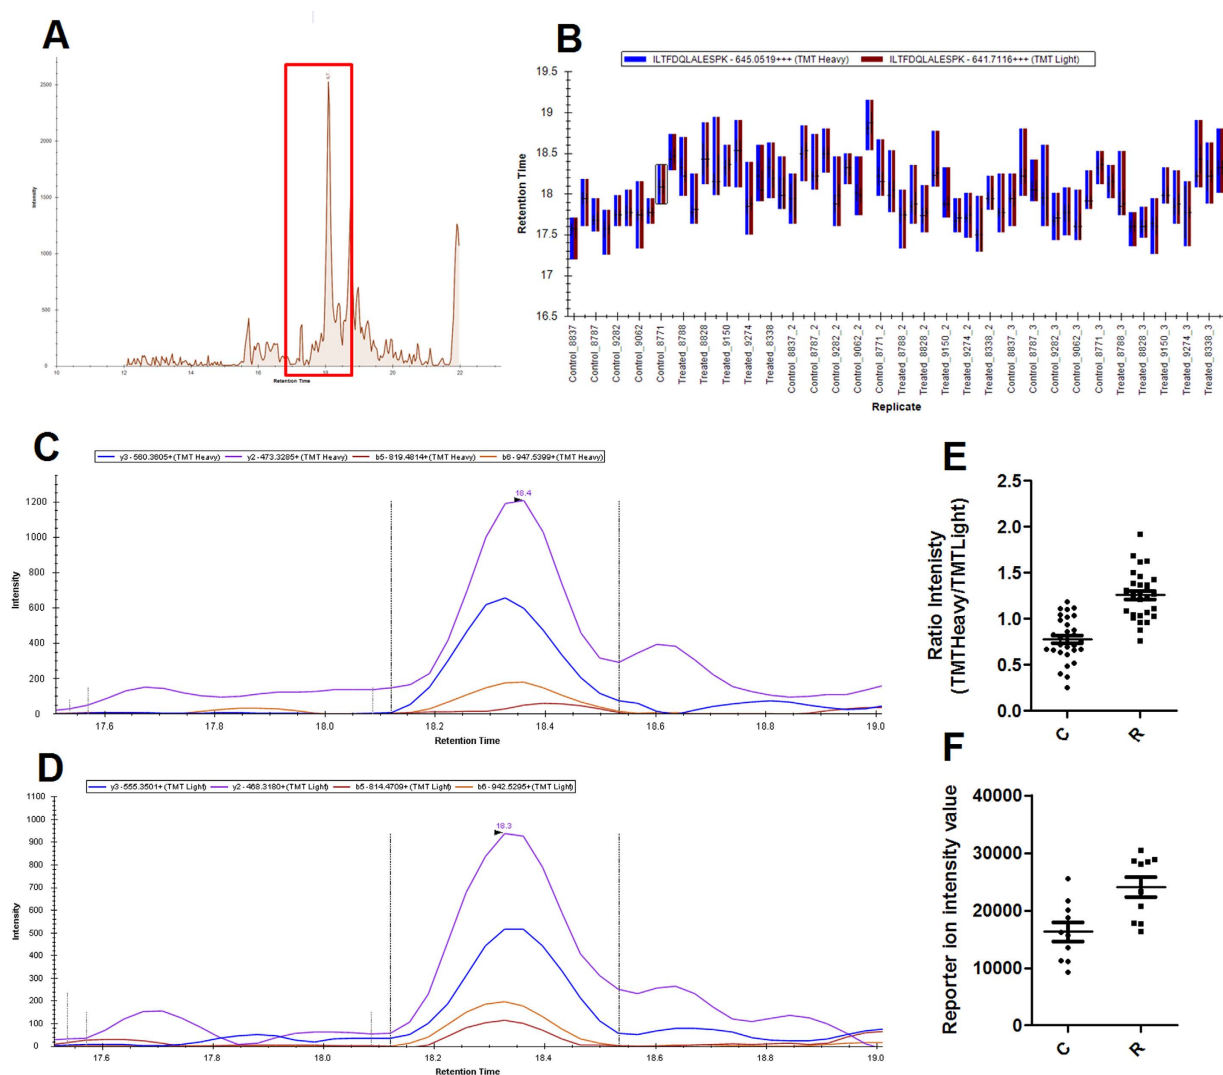 A
Intensity
2500
2000
1500
1000
500
0
10 12 14 16 18 20 22
Retention Time
B
ILTFDQLALESPK - 645.0519+++ (TMT Heavy) ILTFDQLALESPK - 641.7116+++ (TMT Light)
Retention Time
19.5
19
18.5
18
17.5
17
16.5
Control_8837
Control_8787
Control_9282
Control_9062
Control_8771
Treated_8788
Treated_8828
Treated_9150
Treated_9274
Treated_8338
Control_8837_2
Control_8787_2
Control_9282_2
Control_9062_2
Control_8771_2
Treated_8788_2
Treated_8828_2
Treated_9150_2
Treated_9274_2
Treated_8338_2
Control_8837_3
Control_8787_3
Control_9282_3
Control_9062_3
Control_8771_3
Treated_8788_3
Treated_8828_3
Treated_9150_3
Treated_9274_3
Treated_8338_3
Replicate
C
y3 - 560.3605+ (TMT Heavy) y2 - 473.3285+ (TMT Heavy) b5 - 819.4814+ (TMT Heavy) b6 - 947.5399+ (TMT Heavy)
18.4
Intensity
1200
1000
800
600
400
200
0
17.6 17.8 18.0 18.2 18.4 18.6 18.8 19.0
Retention Time
D
y3 - 555.3501+ (TMT Light) y2 - 468.3180+ (TMT Light) b5 - 814.4709+ (TMT Light) b6 - 942.5295+ (TMT Light)
18.3
Intensity
1100
1000
900
800
700
600
500
400
300
200
100
0
17.6 17.8 18.0 18.2 18.4 18.6 18.8 19.0
Retention Time
E
Ratio Intenisty
(TMTHeavy/TMTLight)
2.5
2.0
1.5
1.0
0.5
0.0
C R
F
Reporter ion intensity value
40000
30000
20000
10000
0
C R